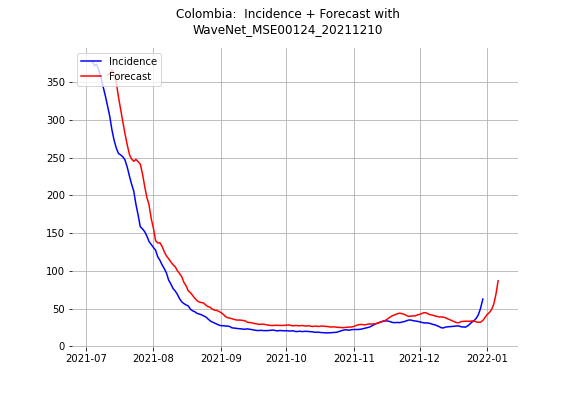 Colombia:  Incidence + Forecast with
WaveNet_MSE00124_20211210
Incidence
Forecast
350
300
250
200
150
100
50
0
2021-07 2021-08 2021-09 2021-10 2021-11 2021-12 2022-01